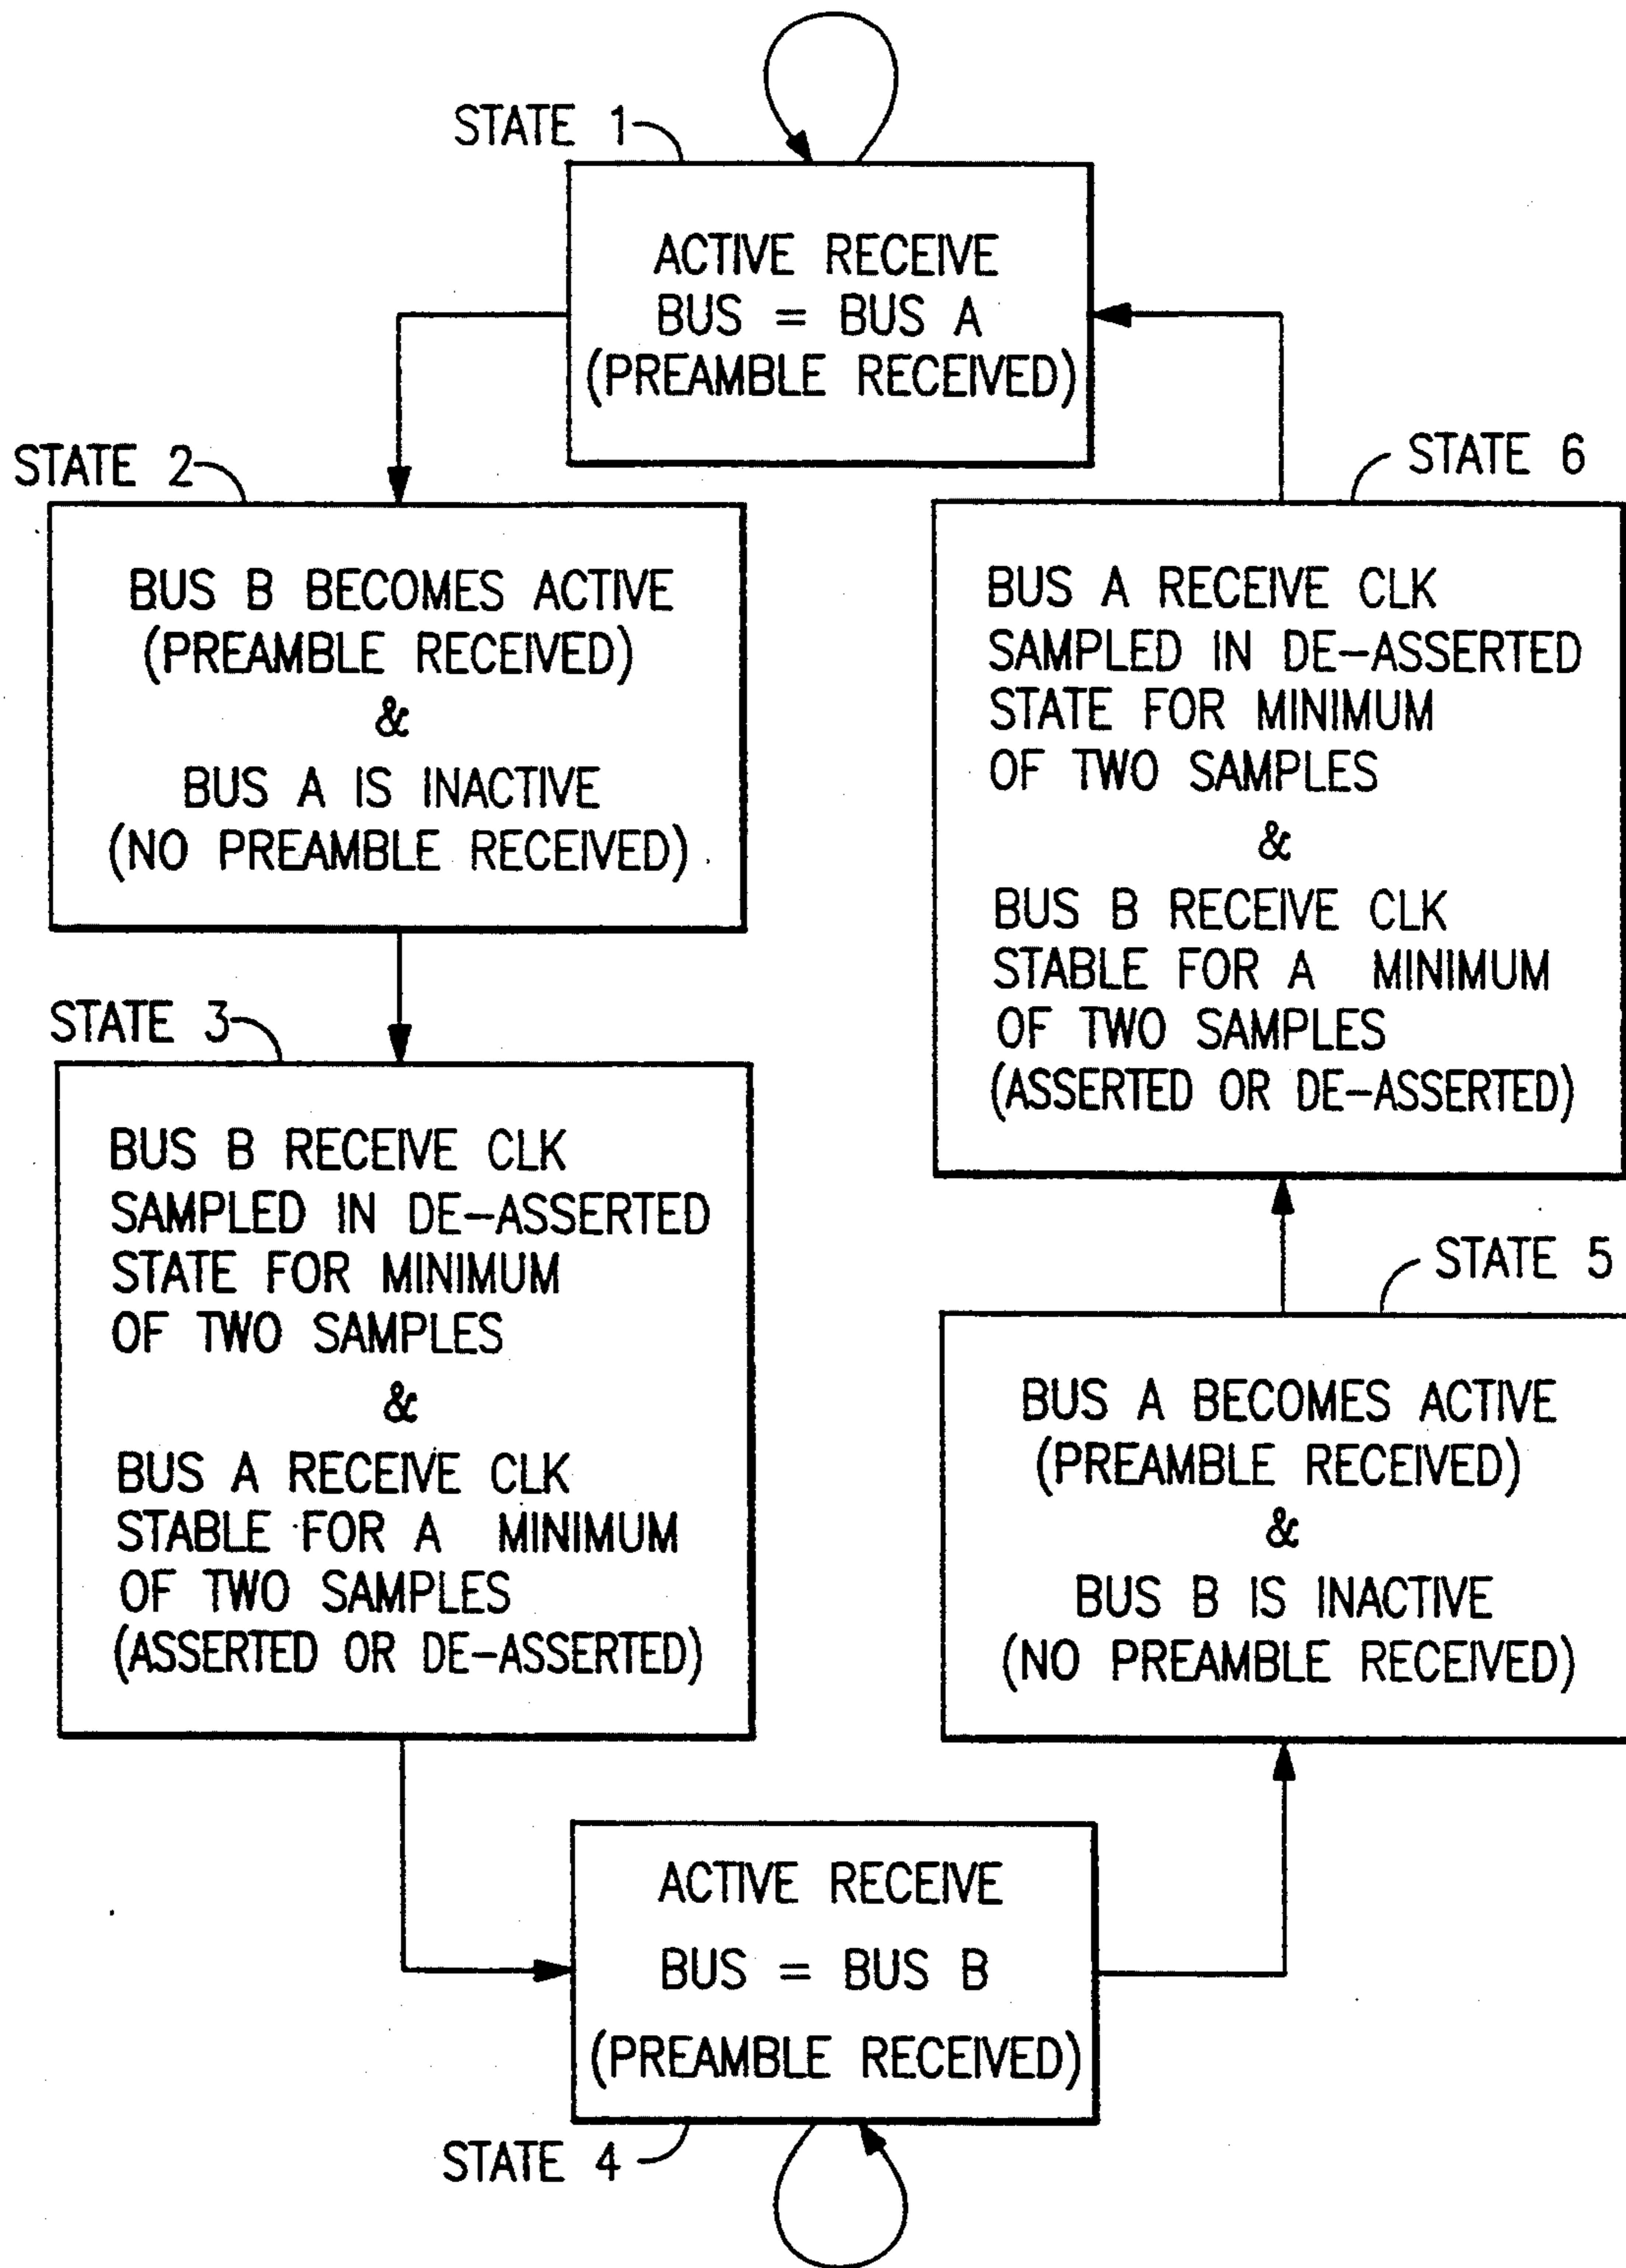 STATE 1
ACTIVE RECEIVE
BUS = BUS A
(PREAMBLE RECEIVED)
STATE 2
BUS B BECOMES ACTIVE
(PREAMBLE RECEIVED)
&
BUS A IS INACTIVE
(NO PREAMBLE RECEIVED)
STATE 3
BUS B RECEIVE CLK
SAMPLED IN DE-ASSERTED
STATE FOR MINIMUM
OF TWO SAMPLES
&
BUS A RECEIVE CLK
STABLE FOR A MINIMUM
OF TWO SAMPLES
(ASSERTED OR DE-ASSERTED)
ACTIVE RECEIVE
BUS = BUS B
(PREAMBLE RECEIVED)
STATE 4
STATE 5
BUS A BECOMES ACTIVE
(PREAMBLE RECEIVED)
&
BUS B IS INACTIVE
(NO PREAMBLE RECEIVED)
STATE 6
BUS A RECEIVE CLK
SAMPLED IN DE-ASSERTED
STATE FOR MINIMUM
OF TWO SAMPLES
&
BUS B RECEIVE CLK
STABLE FOR A MINIMUM
OF TWO SAMPLES
(ASSERTED OR DE-ASSERTED)